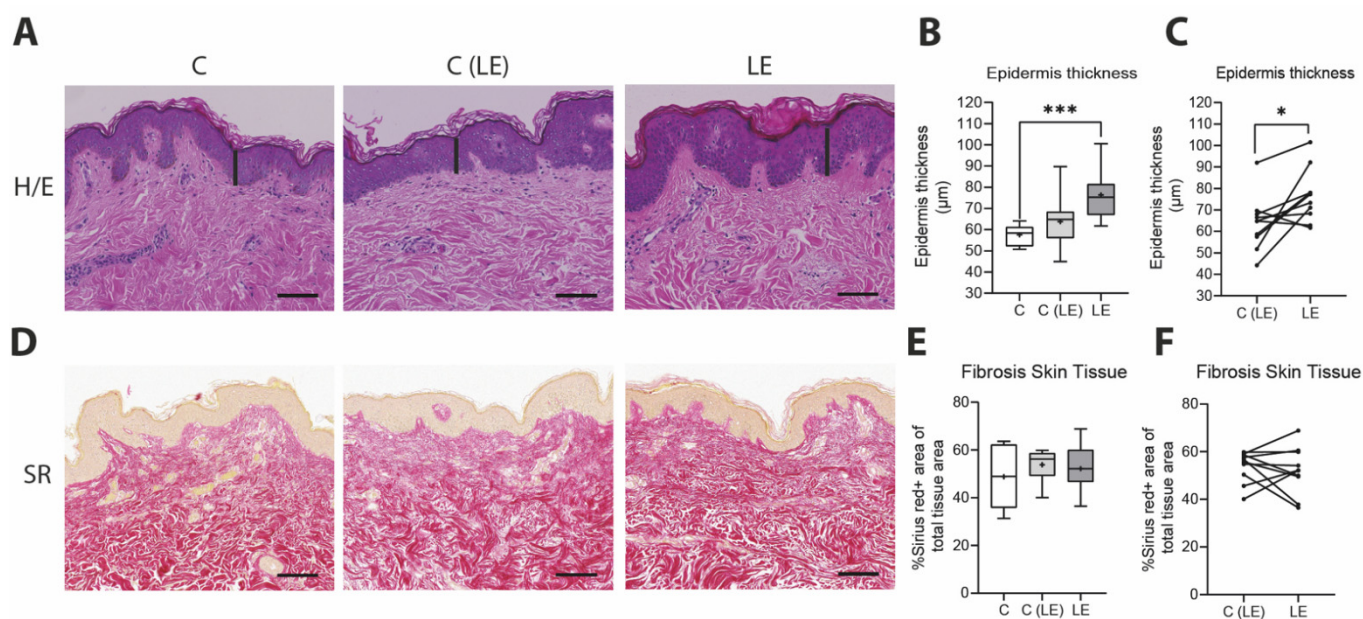 A
C
C (LE)
LE
H/E
B
Epidermis thickness
***
Epidermis thickness
(µm)
120
110
100
90
80
70
60
50
40
30
C
C (LE)
LE
C
Epidermis thickness
*
Epidermis thickness
(µm)
120
110
100
90
80
70
60
50
40
30
C (LE)
LE
D
SR
E
Fibrosis Skin Tissue
%Sirius red+ area of
total tissue area
80
60
40
20
0
C
C (LE)
LE
F
Fibrosis Skin Tissue
%Sirius red+ area of
total tissue area
80
60
40
20
0
C (LE)
LE